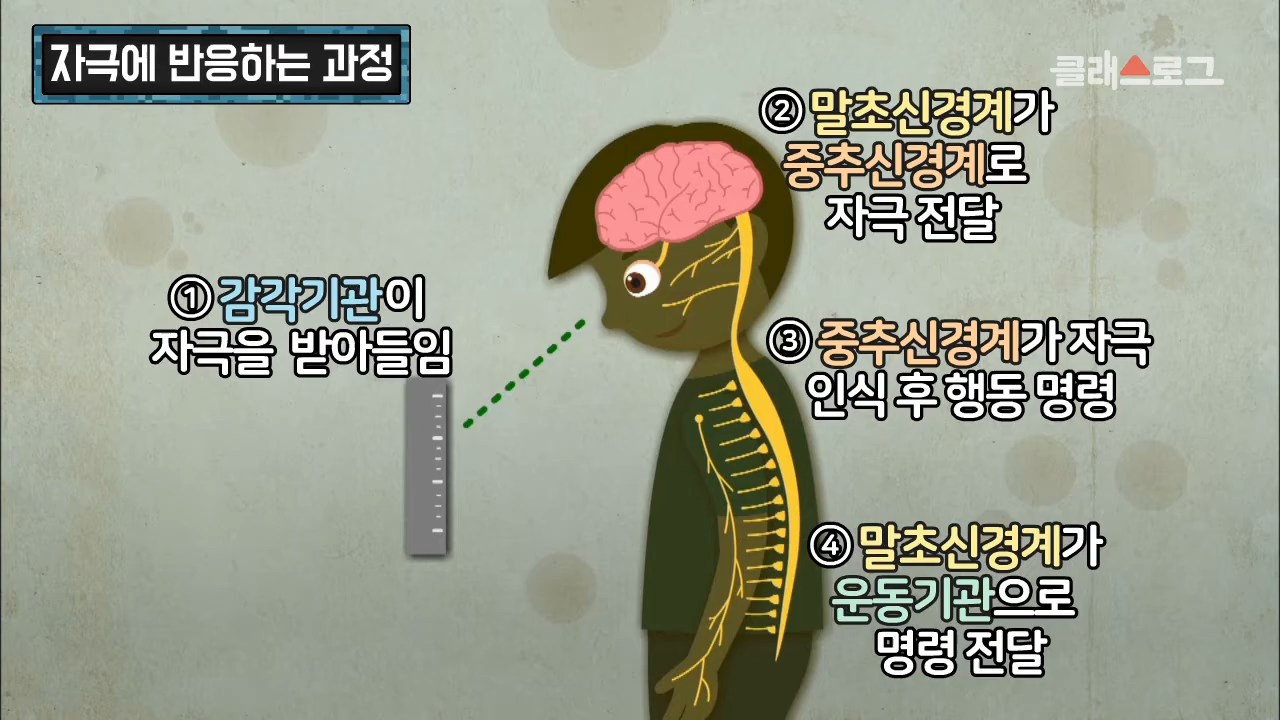 자극에 반응하는 과정
클래스로그
② 말초신경계가
중추신경계로
자극 전달
① 감각기관이
자극을 받아들임
③ 중추신경계가 자극
인식 후 행동 명령
④ 말초신경계가
운동기관으로
명령 전달